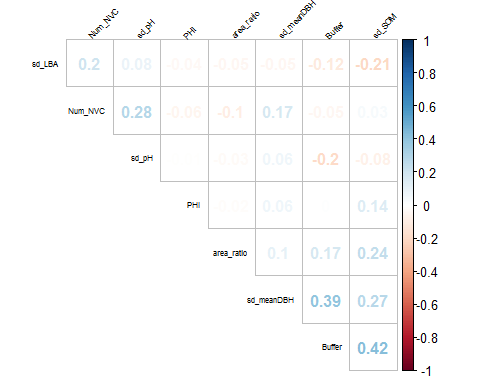 Num_NVC sd_pH PHI area_ratio sd_meanDBH Buffer sd_SOM
sd_LBA 0.2 0.08 -0.04 -0.05 -0.05 -0.12 -0.21
Num_NVC 0.28 -0.06 -0.1 0.17 -0.05 0.03
sd_pH -0.03 0.06 -0.2 -0.08
PHI -0.02 0.06 0.14
area_ratio 0.1 0.17 0.24
sd_meanDBH 0.39 0.27
Buffer 0.42
1
0.8
0.6
0.4
0.2
0
-0.2
-0.4
-0.6
-0.8
-1